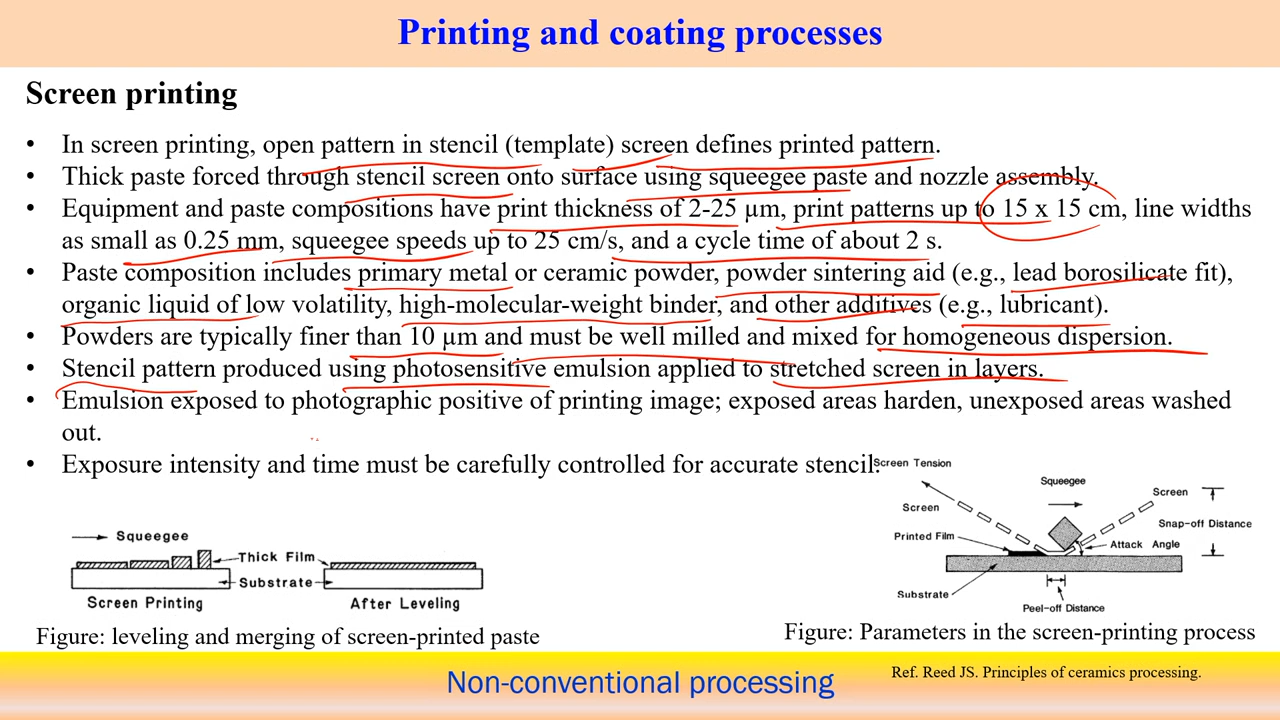 Printing and coating processes
Screen printing
• In screen printing, open pattern in stencil (template) screen defines printed pattern.
• Thick paste forced through stencil screen onto surface using squeegee paste and nozzle assembly.
• Equipment and paste compositions have print thickness of 2-25 µm, print patterns up to 15 x 15 cm, line widths
as small as 0.25 mm, squeegee speeds up to 25 cm/s, and a cycle time of about 2 s.
• Paste composition includes primary metal or ceramic powder, powder sintering aid (e.g., lead borosilicate fit),
organic liquid of low volatility, high-molecular-weight binder, and other additives (e.g., lubricant).
• Powders are typically finer than 10 µm and must be well milled and mixed for homogeneous dispersion.
• Stencil pattern produced using photosensitive emulsion applied to stretched screen in layers.
• Emulsion exposed to photographic positive of printing image; exposed areas harden, unexposed areas washed
out.
• Exposure intensity and time must be carefully controlled for accurate stencil.
Squeegee
Thick Film
Substrate
Screen Printing
After Leveling
Figure: leveling and merging of screen-printed paste
Screen Tension
Squeegee
Screen
Screen
Snap-off Distance
Printed Film
Attack Angle
Substrate
Peel-off Distance
Figure: Parameters in the screen-printing process
Non-conventional processing
Ref. Reed JS. Principles of ceramics processing.